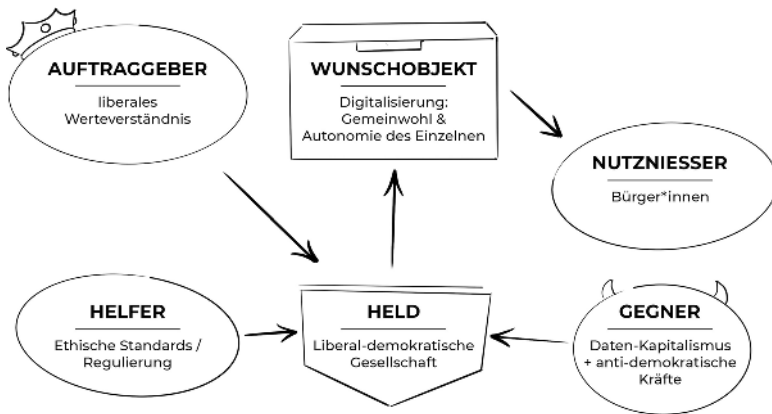 AUFTRAGGEBER
liberales
Werteverständnis
WUNSCHOBJEKT
Digitalisierung:
Gemeinwohl &
Autonomie des Einzelnen
NUTZNIESSER
Bürger*innen
HELFER
Ethische Standards /
Regulierung
HELD
Liberal-demokratische
Gesellschaft
GEGNER
Daten-Kapitalismus
+ anti-demokratische
Kräfte